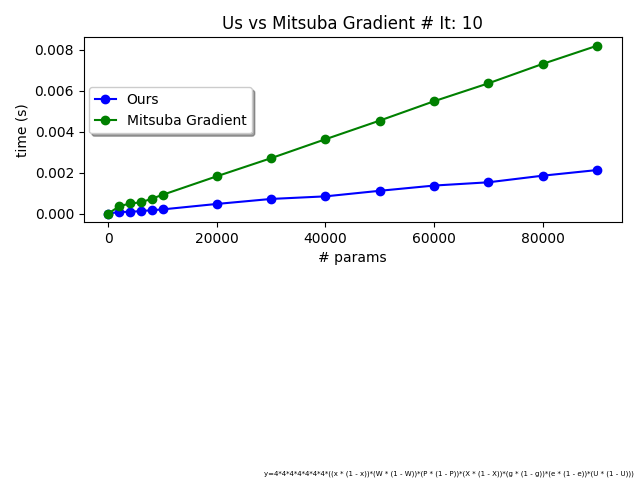 Us vs Mitsuba Gradient # It: 10
0.008
0.006
0.004
0.002
0.000
time (s)
Ours
Mitsuba Gradient
0
20000
40000
60000
80000
# params
y=4*4*4*4*4*4*4*((x * (1 - x))*(W * (1 - W))*(P * (1 - P))*(X * (1 - X))*(g * (1 - g))*(e * (1 - e))*(U * (1 - U)))